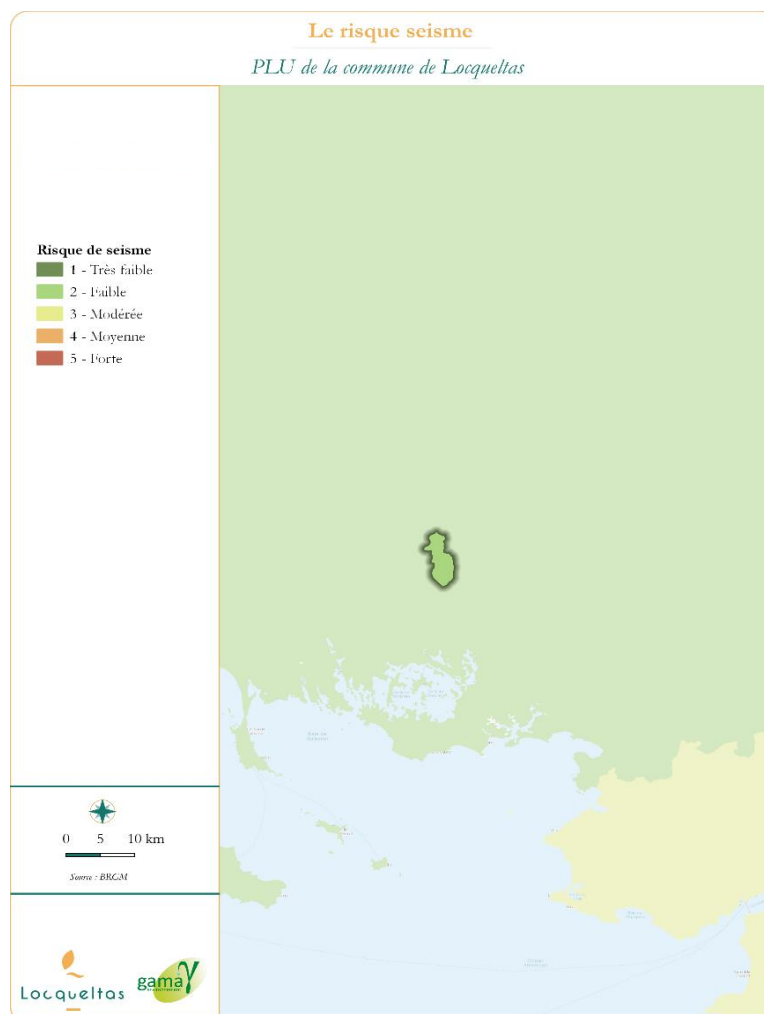 Le risque seisme
PLU de la commune de Locqueltas
Risque de seisme
1 - Très faible
2 - Faible
3 - Modérée
4 - Moyenne
5 - Forte
0 5 10 km
Source : BRGM
Locqueltas
gama